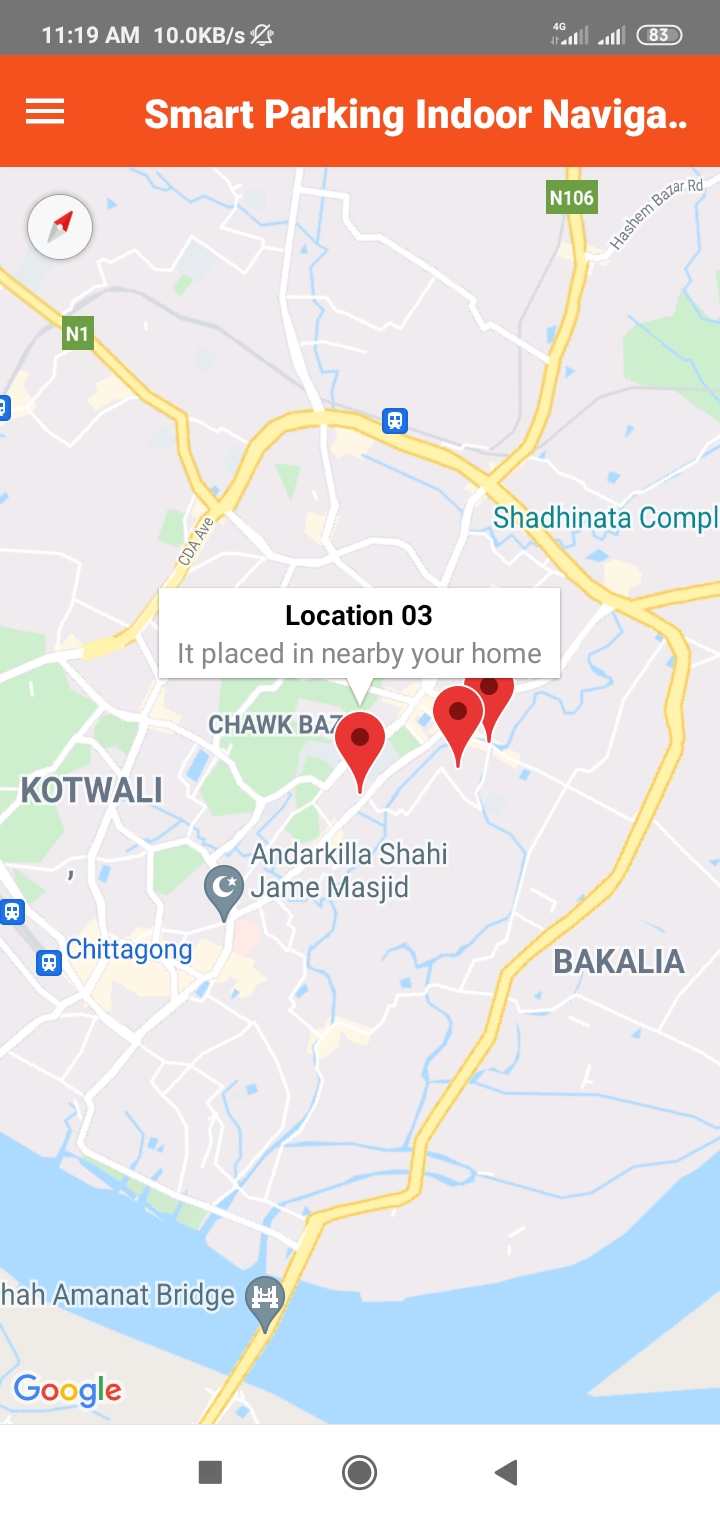 11:19 AM 10.0KB/s 4G 83
Smart Parking Indoor Naviga..
N106
Hashem Bazar Rd
N1
Shadhinata Compl
CDA Ave
Location 03
It placed in nearby your home
CHAWK BAZ
KOTWALI
Andarkilla Shahi
Jame Masjid
Chittagong
BAKALIA
hah Amanat Bridge
Google